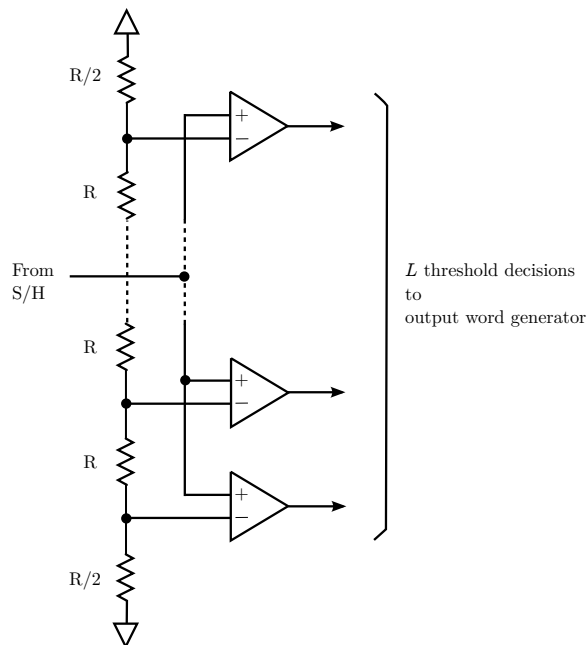 R/2
+
−
R
From
S/H
L threshold decisions
to
output word generator
R
+
−
R
+
−
R/2